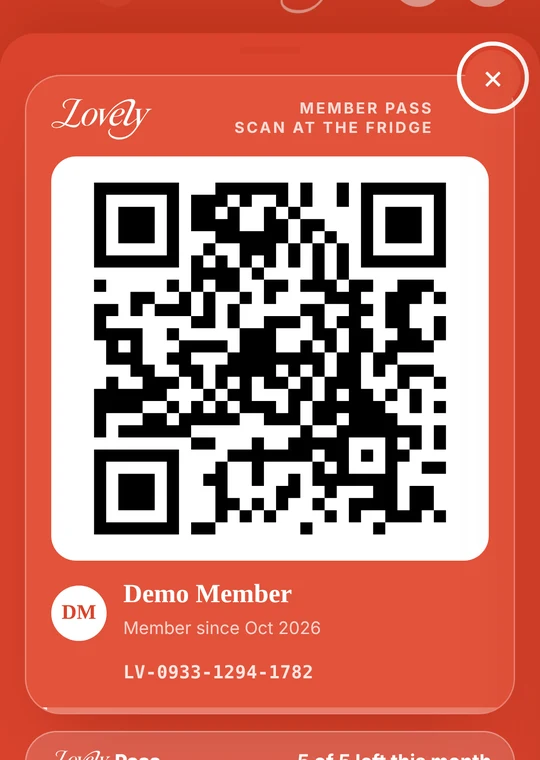 Lovely
MEMBER PASS
SCAN AT THE FRIDGE
DM
Demo Member
Member since Oct 2026
LV-0933-1294-1782
Lovely Pass
5 of 5 left this month